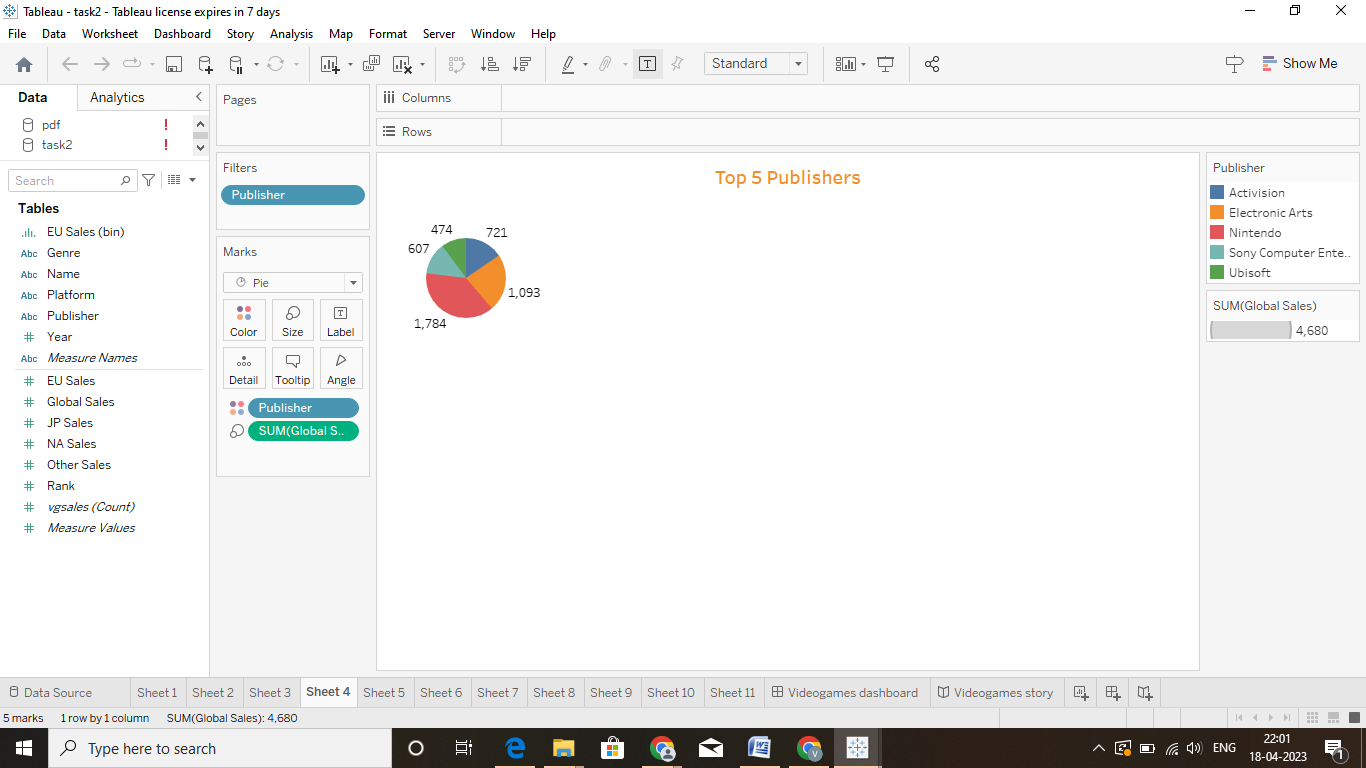 Tableau - task2 - Tableau license expires in 7 days
File Data Worksheet Dashboard Story Analysis Map Format Server Window Help
Standard
Show Me
Data Analytics
pdf !
task2 !
Search
Tables
EU Sales (bin)
Abc Genre
Abc Name
Abc Platform
Abc Publisher
# Year
Abc Measure Names
# EU Sales
# Global Sales
# JP Sales
# NA Sales
# Other Sales
# Rank
# vgsales (Count)
# Measure Values
Pages
Filters
Publisher
Marks
Pie
Color Size Label
Detail Tooltip Angle
Publisher
SUM(Global S..
Columns
Rows
Top 5 Publishers
474 721
607
1,093
1,784
Publisher
Activision
Electronic Arts
Nintendo
Sony Computer Ente..
Ubisoft
SUM(Global Sales)
4,680
Data Source Sheet 1 Sheet 2 Sheet 3 Sheet 4 Sheet 5 Sheet 6 Sheet 7 Sheet 8 Sheet 9 Sheet 10 Sheet 11 Videogames dashboard Videogames story
5 marks 1 row by 1 column SUM(Global Sales): 4,680
Type here to search
ENG
22:01
18-04-2023
1